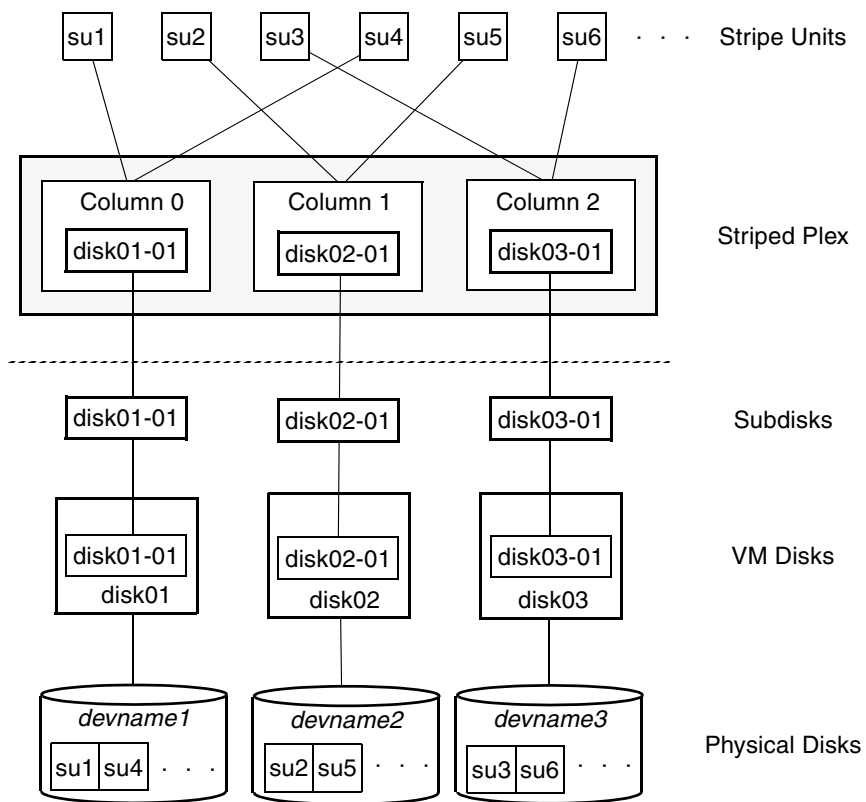 su1 su2 su3 su4 su5 su6 · · · Stripe Units
Column 0 Column 1 Column 2
disk01-01 disk02-01 disk03-01 Striped Plex
disk01-01 disk02-01 disk03-01 Subdisks
disk01-01 disk02-01 disk03-01 VM Disks
disk01 disk02 disk03
devname1 devname2 devname3
su1 su4 · · · su2 su5 · · · su3 su6 · · · Physical Disks